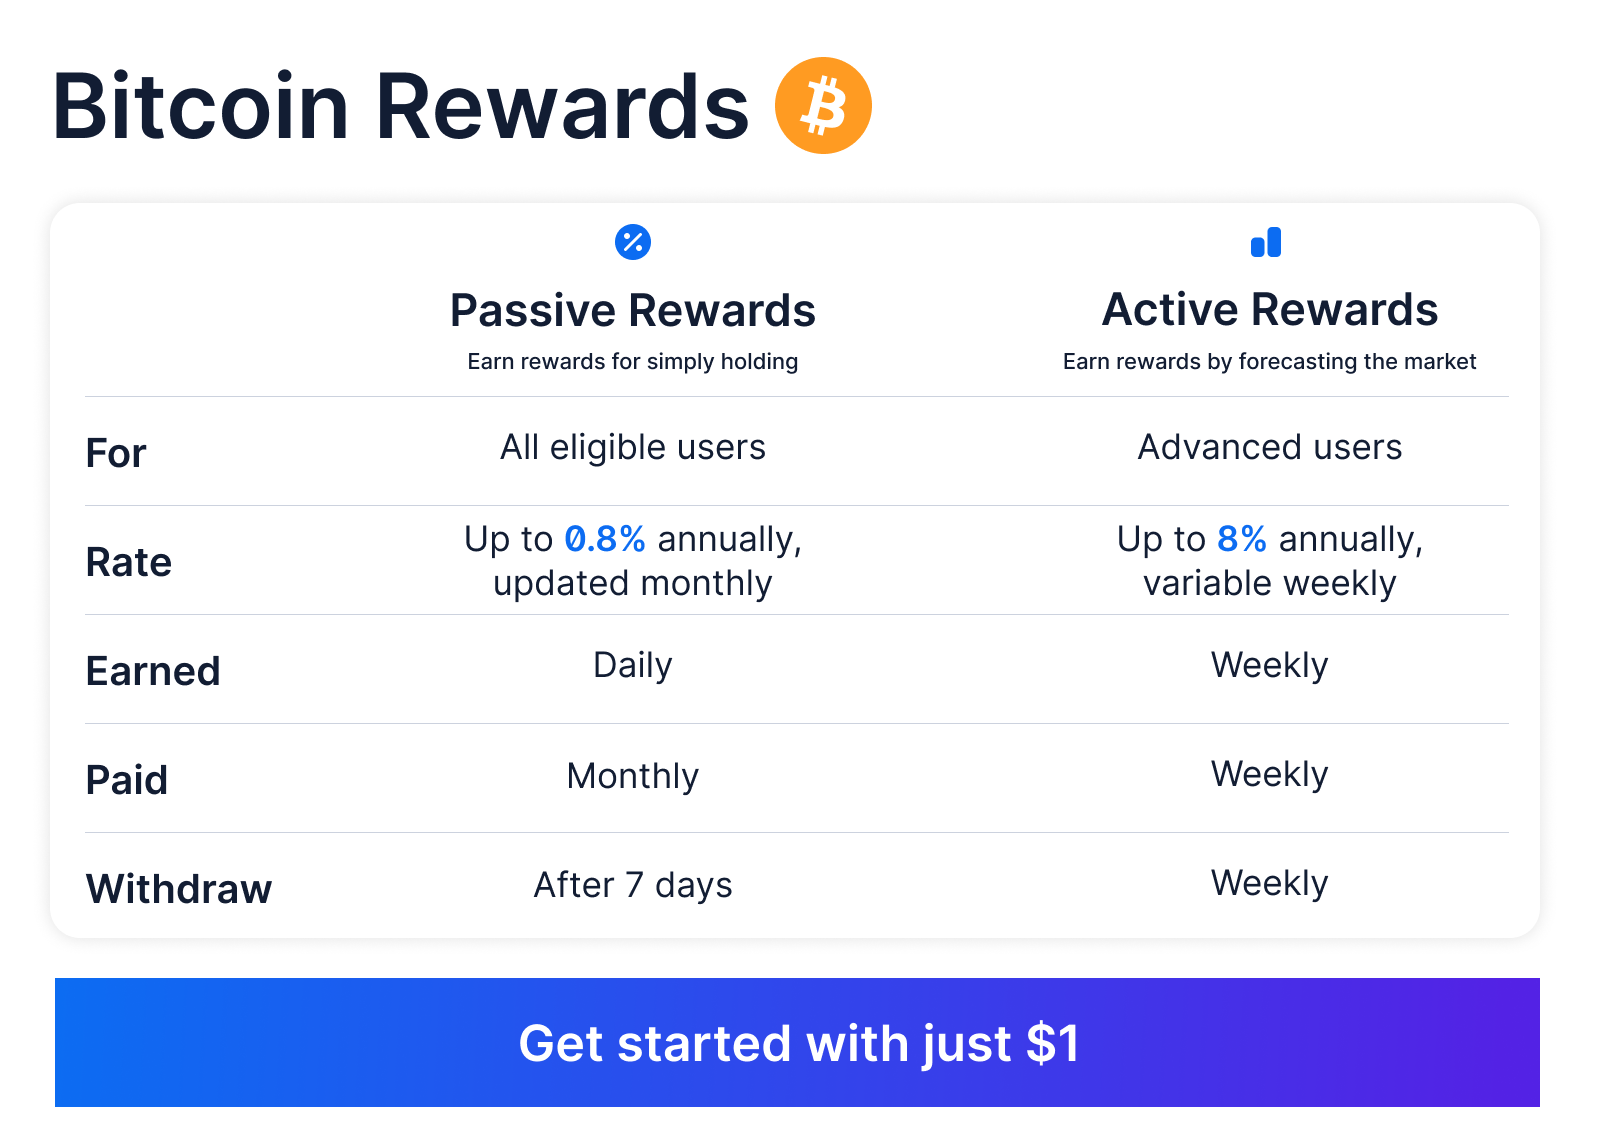 Bitcoin Rewards
Passive Rewards
Earn rewards for simply holding
Active Rewards
Earn rewards by forecasting the market
For
All eligible users
Advanced users
Rate
Up to 0.8% annually,
updated monthly
Up to 8% annually,
variable weekly
Earned
Daily
Weekly
Paid
Monthly
Weekly
Withdraw
After 7 days
Weekly
Get started with just $1